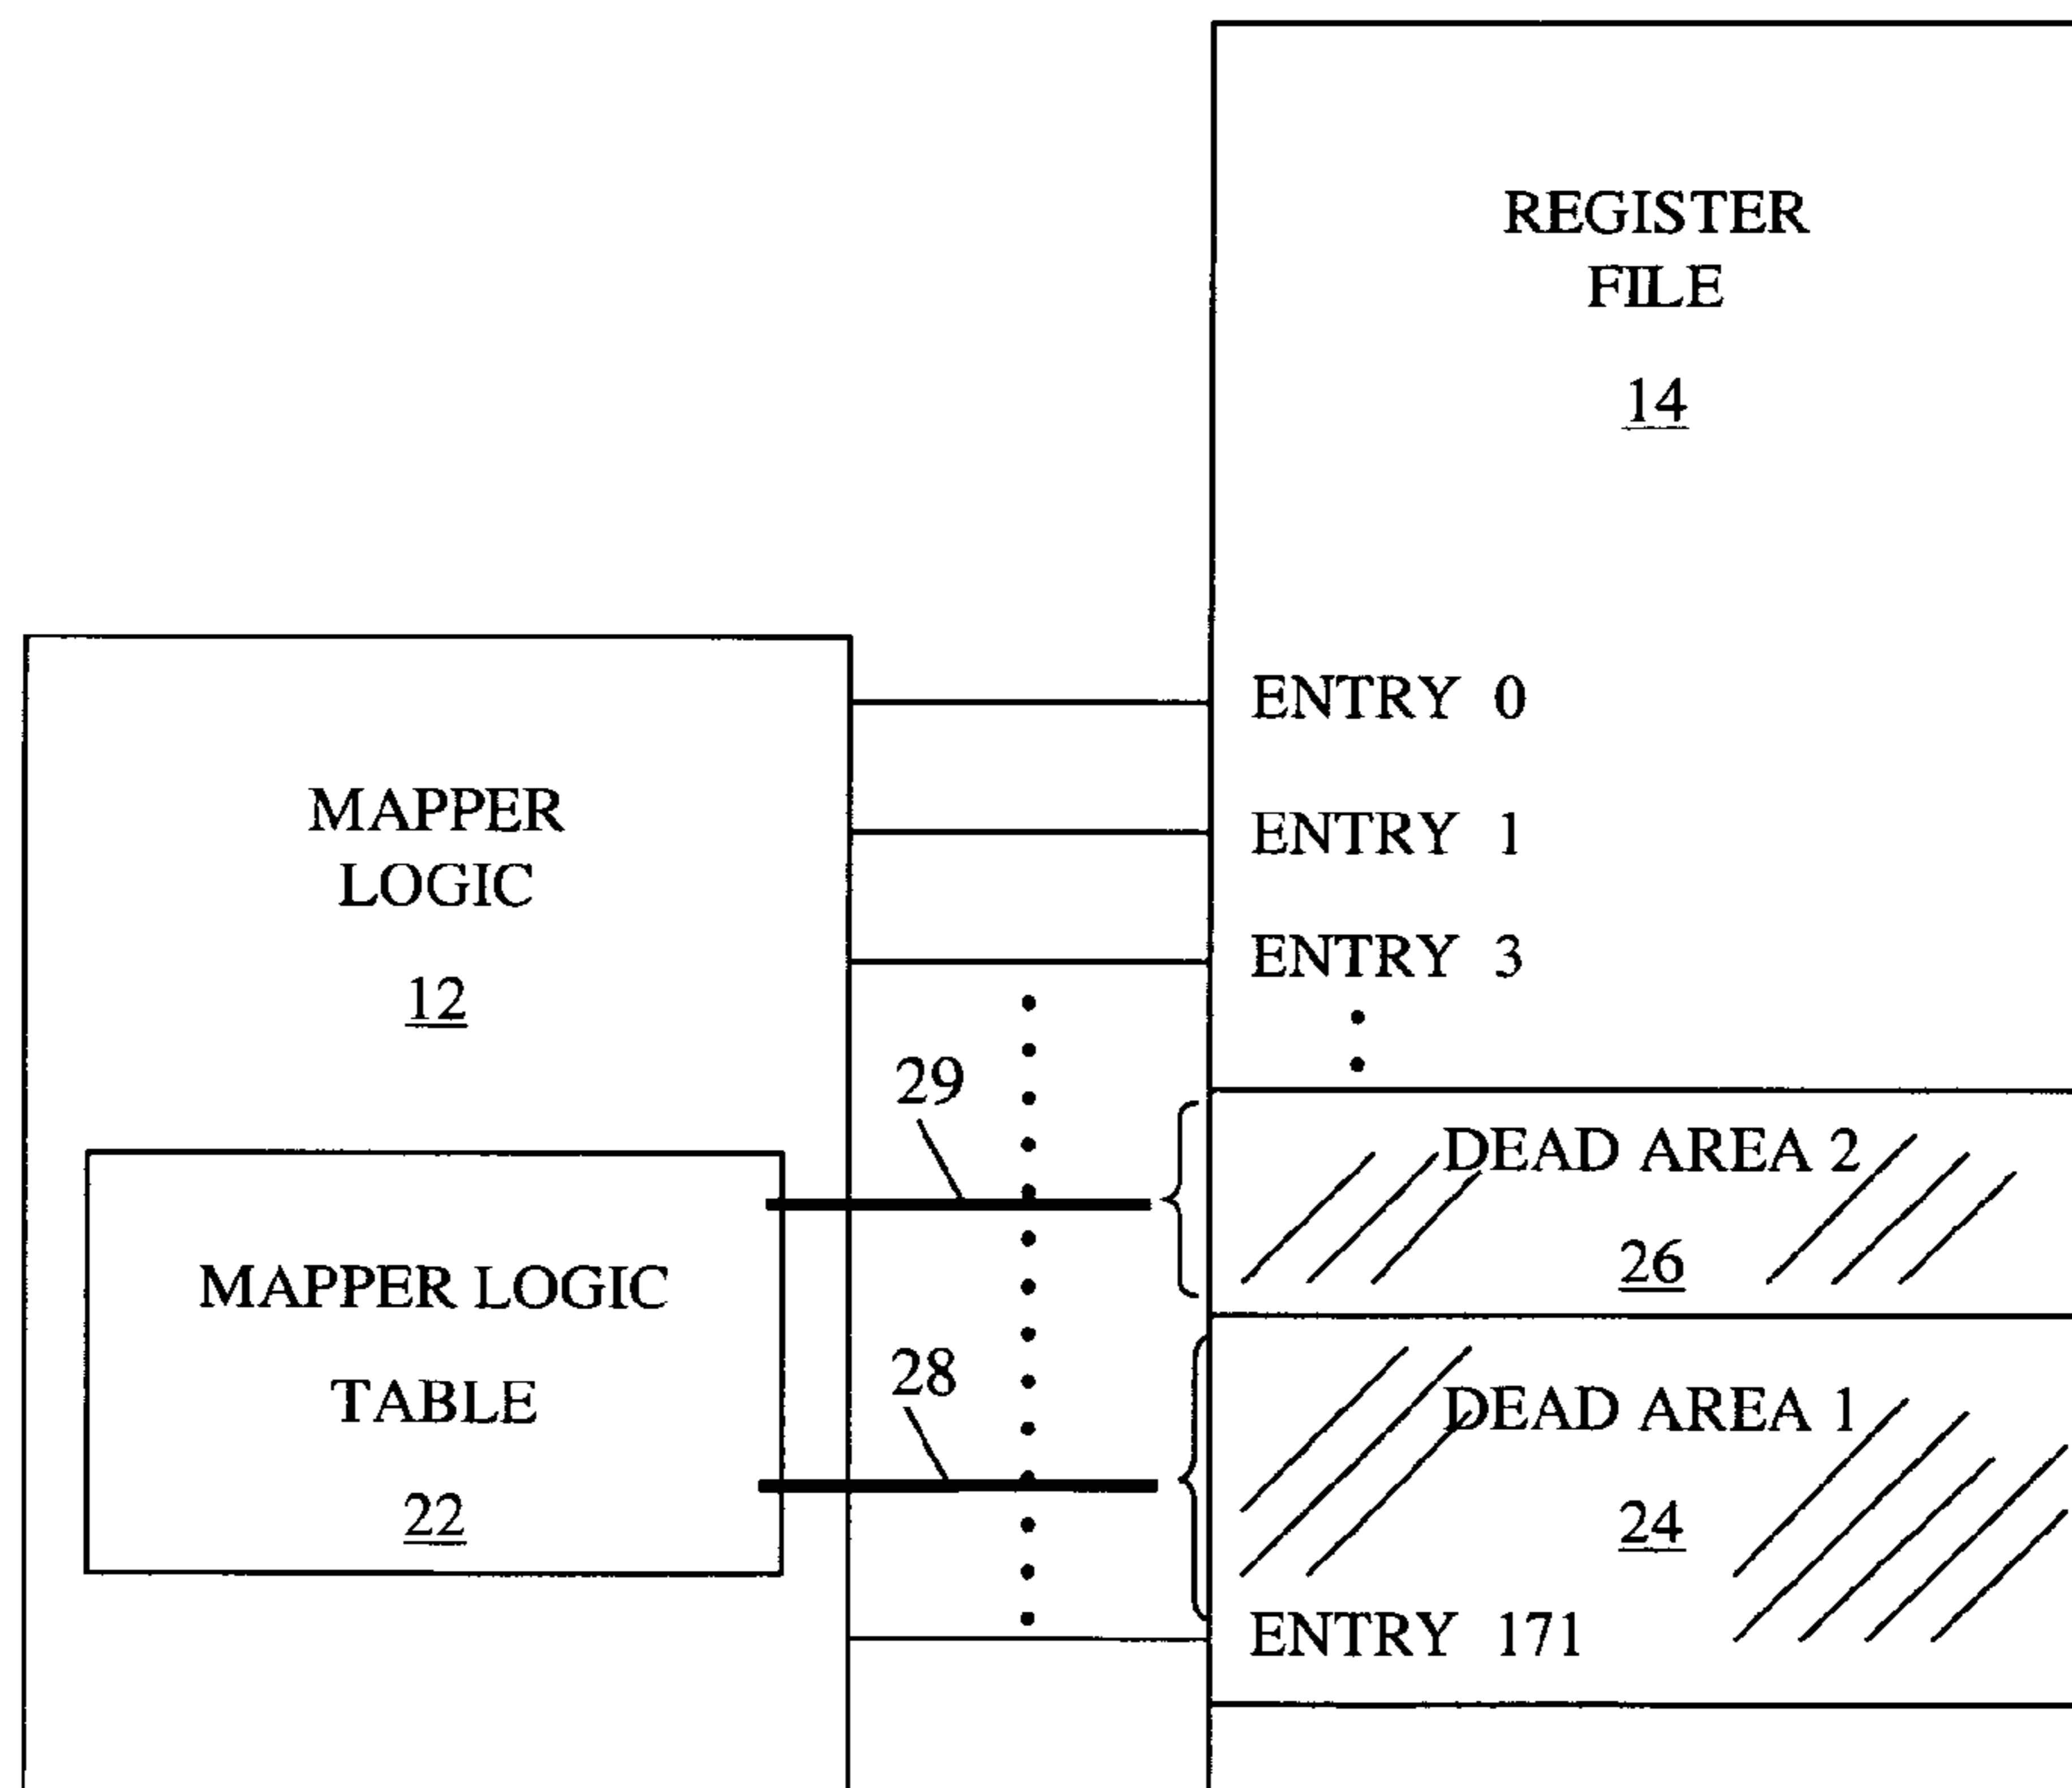 REGISTER
FILE
14
ENTRY 0
ENTRY 1
ENTRY 3
MAPPER
LOGIC
12
29
DEAD AREA 2
26
MAPPER LOGIC
TABLE
22
28
DEAD AREA 1
24
ENTRY 171